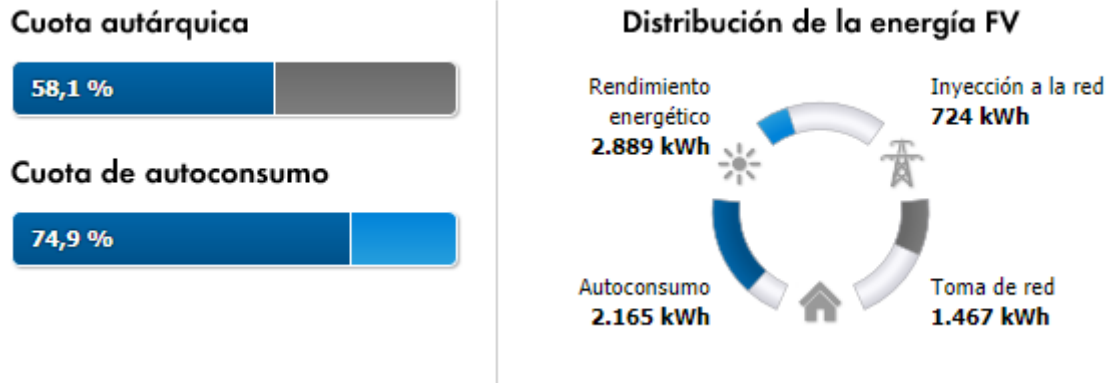 Cuota autárquica
58,1 %
Cuota de autoconsumo
74,9 %
Distribución de la energía FV
Rendimiento
energético
2.889 kWh
Inyección a la red
724 kWh
Autoconsumo
2.165 kWh
Toma de red
1.467 kWh